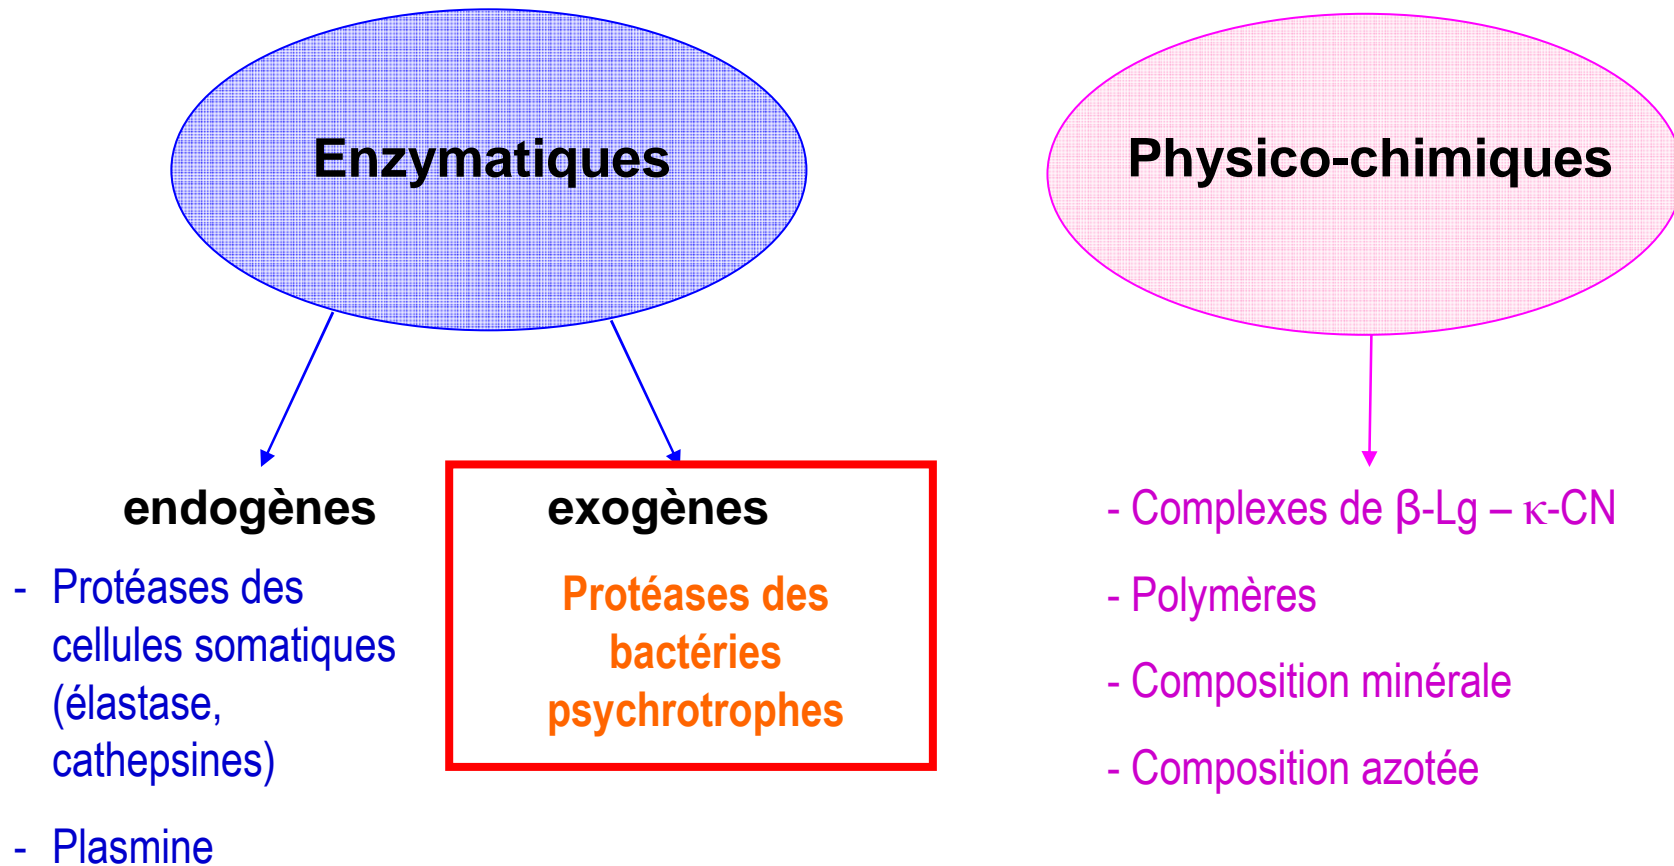 Enzymatiques
Physico-chimiques
endogènes
- Protéases des
cellules somatiques
(élastase,
cathepsines)
- Plasmine
exogènes
Protéases des
bactéries
psychrotrophes
- Complexes de β-Lg – κ-CN
- Polymères
- Composition minérale
- Composition azotée